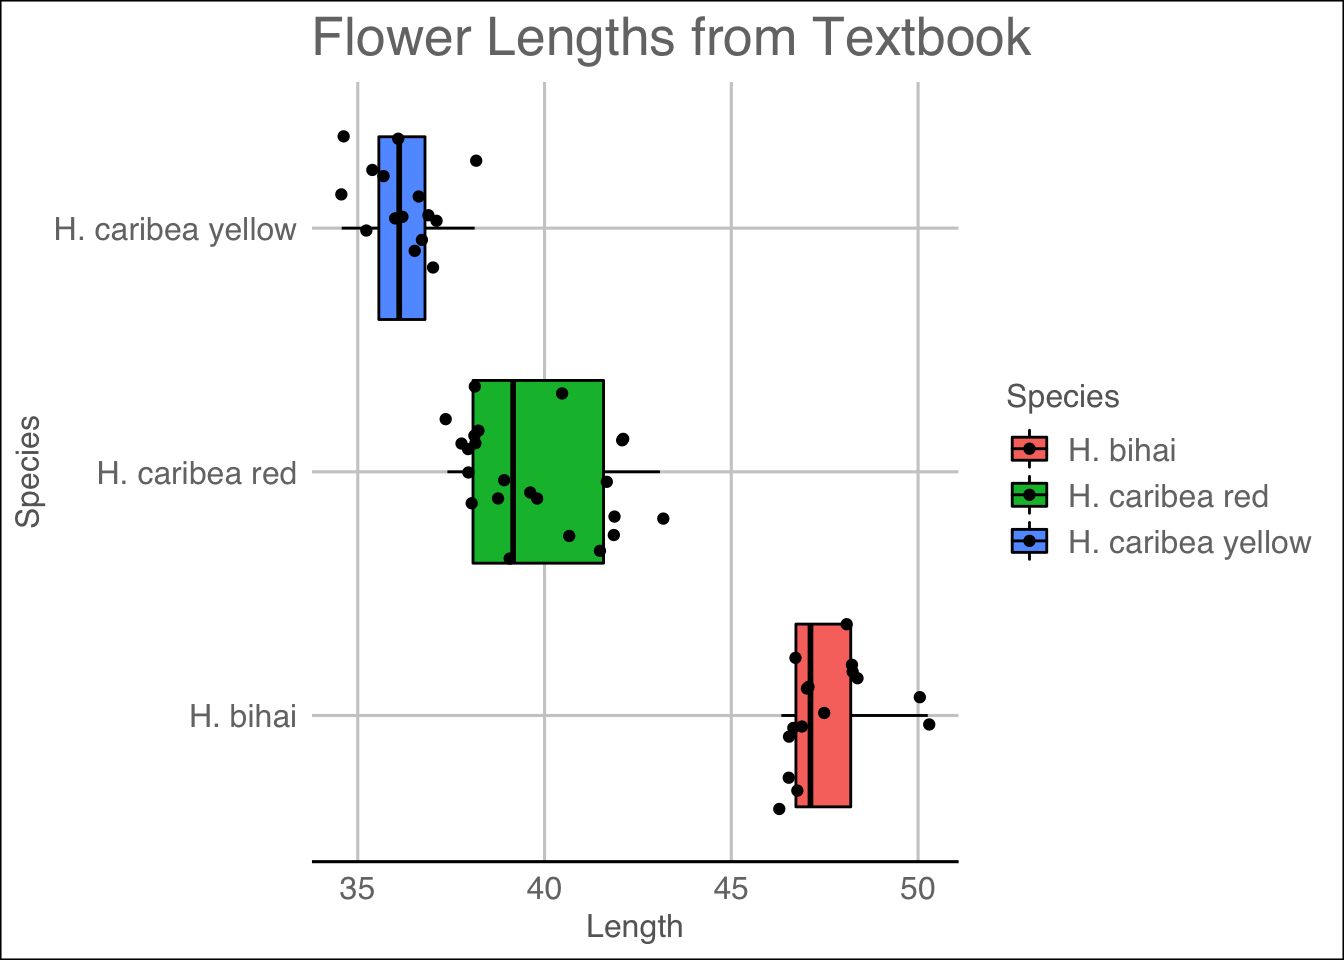 Flower Lengths from Textbook
H. caribea yellow
H. caribea red
H. bihai
Species
35 40 45 50
Length
Species
H. bihai
H. caribea red
H. caribea yellow